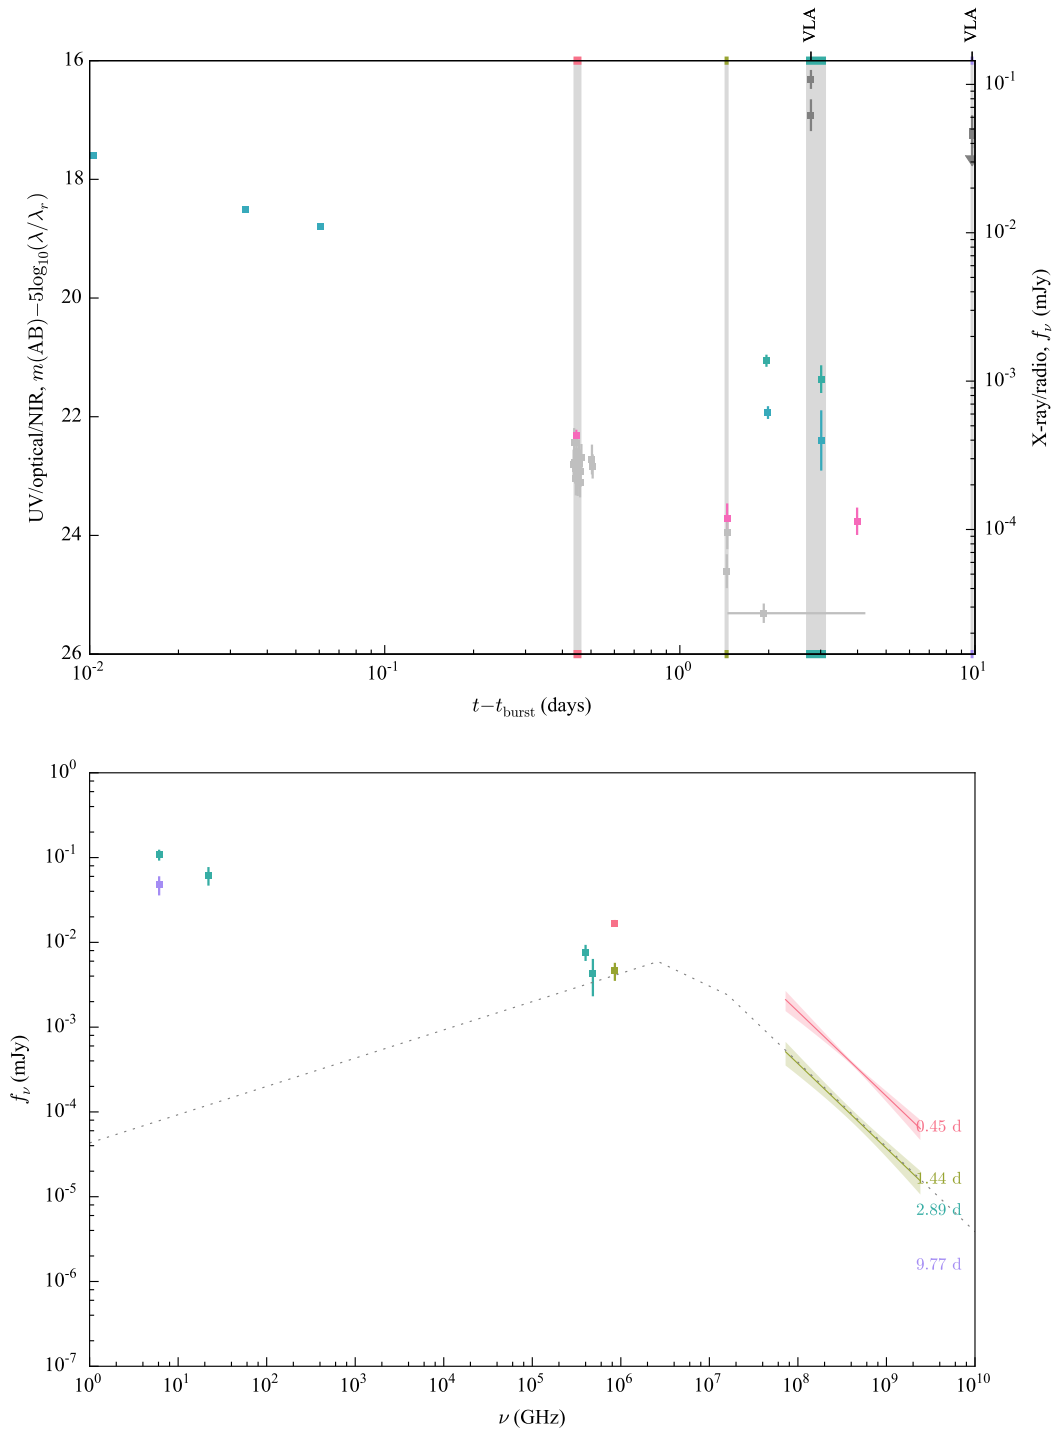 VLA VLA
16
18
20
22
24
26
10⁻¹
10⁻²
10⁻³
10⁻⁴
UV/optical/NIR, m(AB)−5log₁₀(λ/λᵣ)
X-ray/radio, f_ν (mJy)
10⁻² 10⁻¹ 10⁰ 10¹
t−t_burst (days)
10⁰
10⁻¹
10⁻²
10⁻³
10⁻⁴
10⁻⁵
10⁻⁶
10⁻⁷
f_ν (mJy)
0.45 d
1.44 d
2.89 d
9.77 d
10⁰ 10¹ 10² 10³ 10⁴ 10⁵ 10⁶ 10⁷ 10⁸ 10⁹ 10¹⁰
ν (GHz)